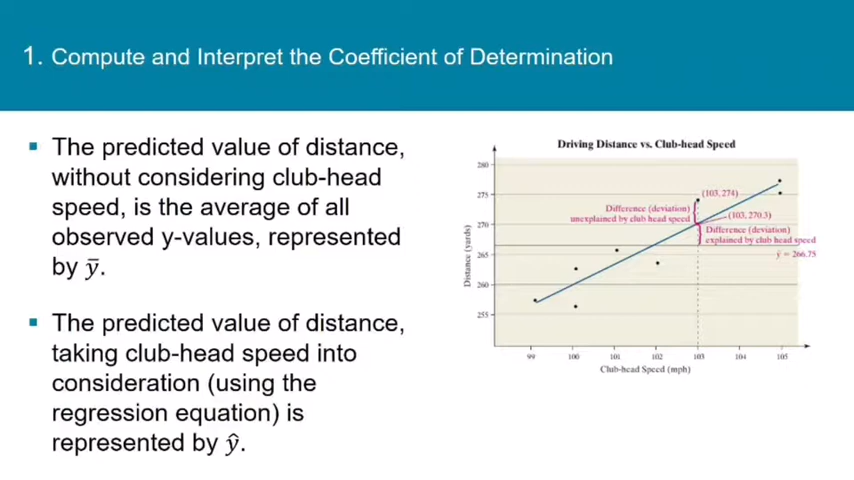 1. Compute and Interpret the Coefficient of Determination
▪ The predicted value of distance,
without considering club-head
speed, is the average of all
observed y-values, represented
by ȳ.
▪ The predicted value of distance,
taking club-head speed into
consideration (using the
regression equation) is
represented by ŷ.
Driving Distance vs. Club-head Speed
280
275
270
265
260
255
Distance (yards)
(103, 274)
Difference (deviation)
unexplained by club head speed
(103, 270.3)
Difference (deviation)
explained by club head speed
ȳ = 266.75
99 100 101 102 103 104 105
Club-head Speed (mph)